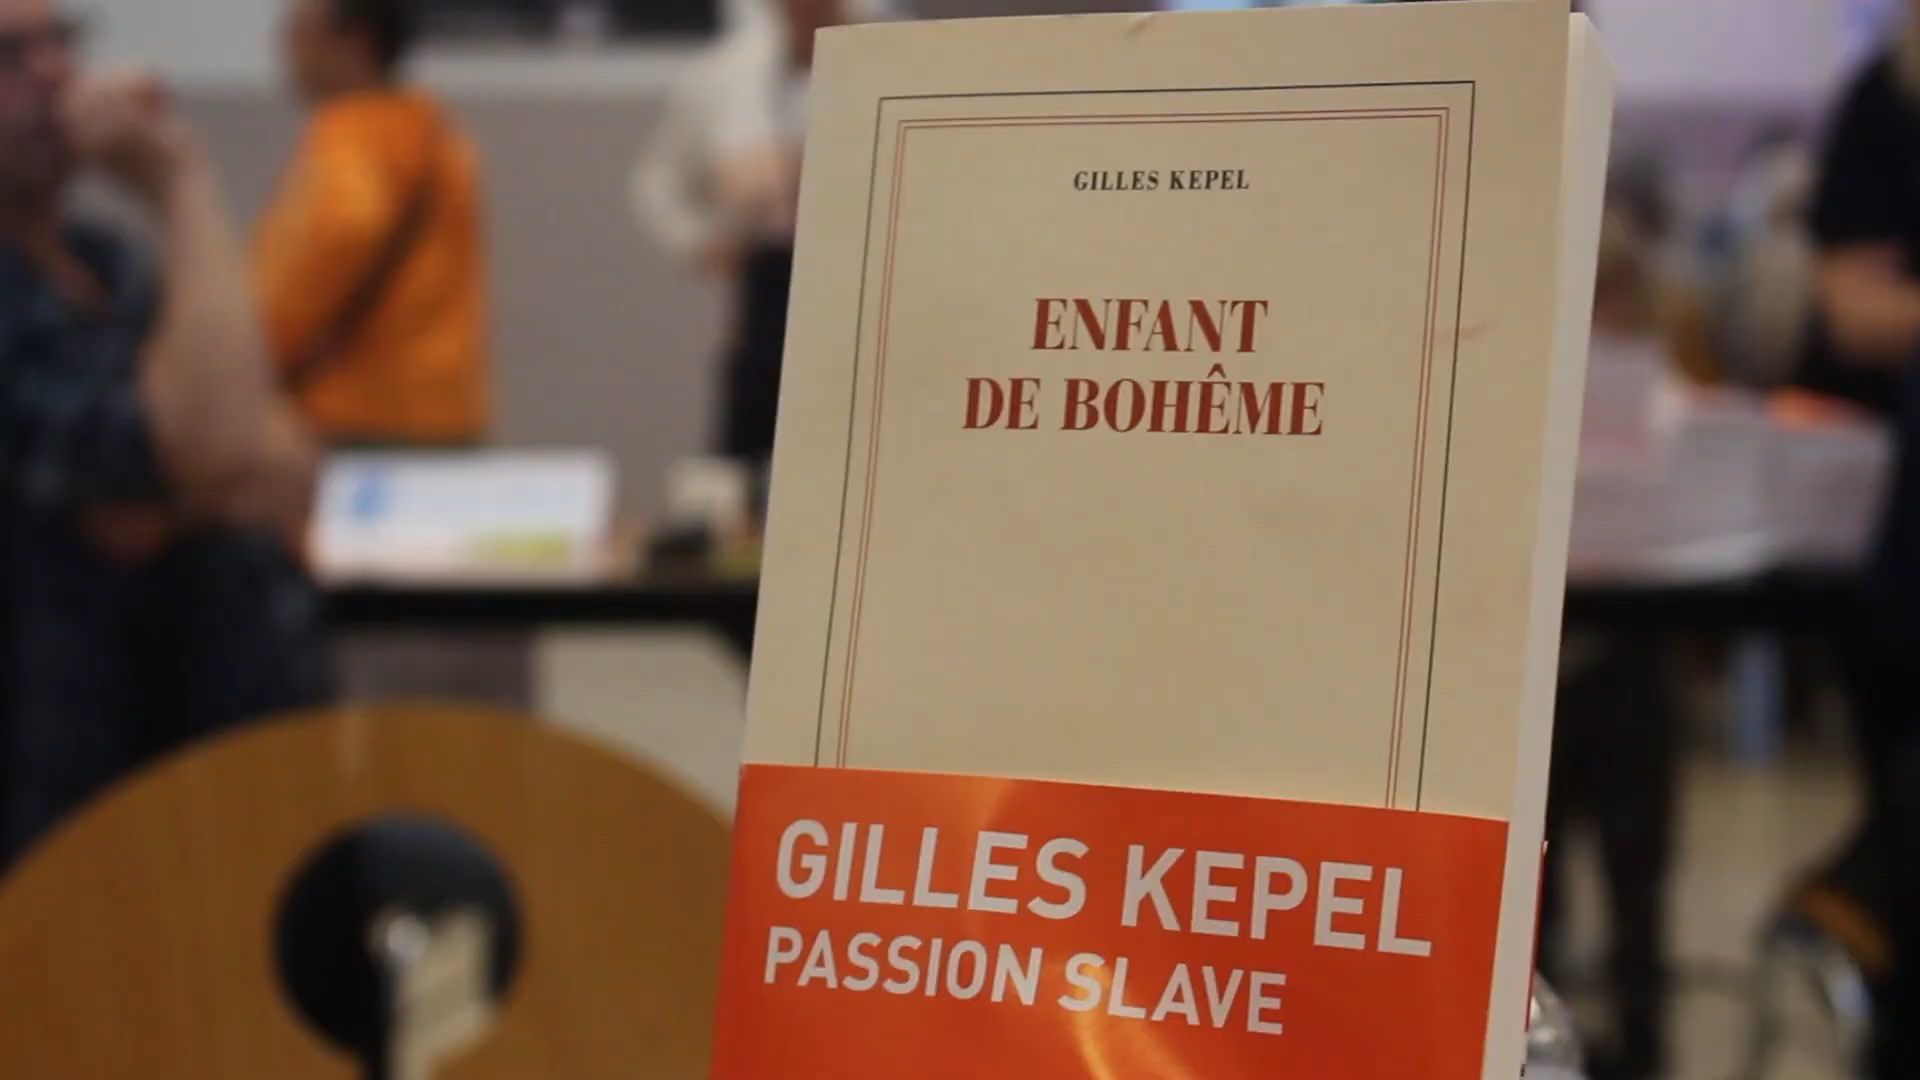 GILLES KEPEL
ENFANT
DE BOHÊME
GILLES KEPEL
PASSION SLAVE